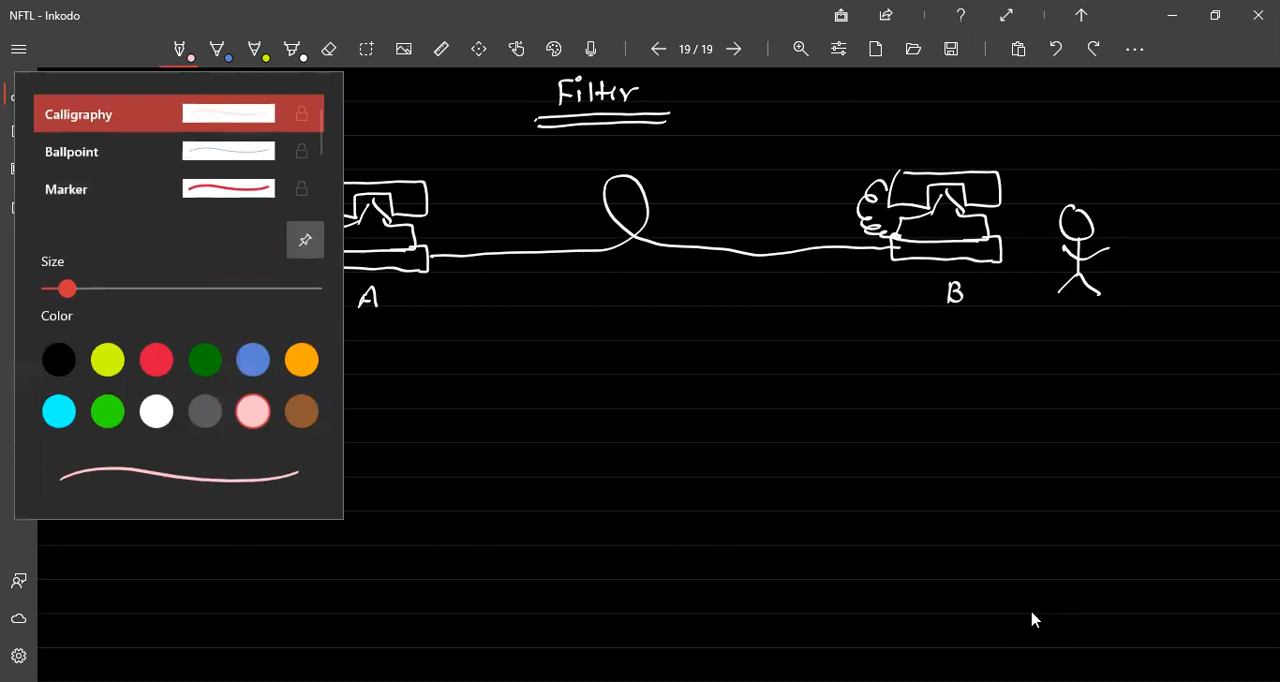 NFTL - Inkodo
19 / 19
Filter
Calligraphy
Ballpoint
Marker
Size
Color
A
B